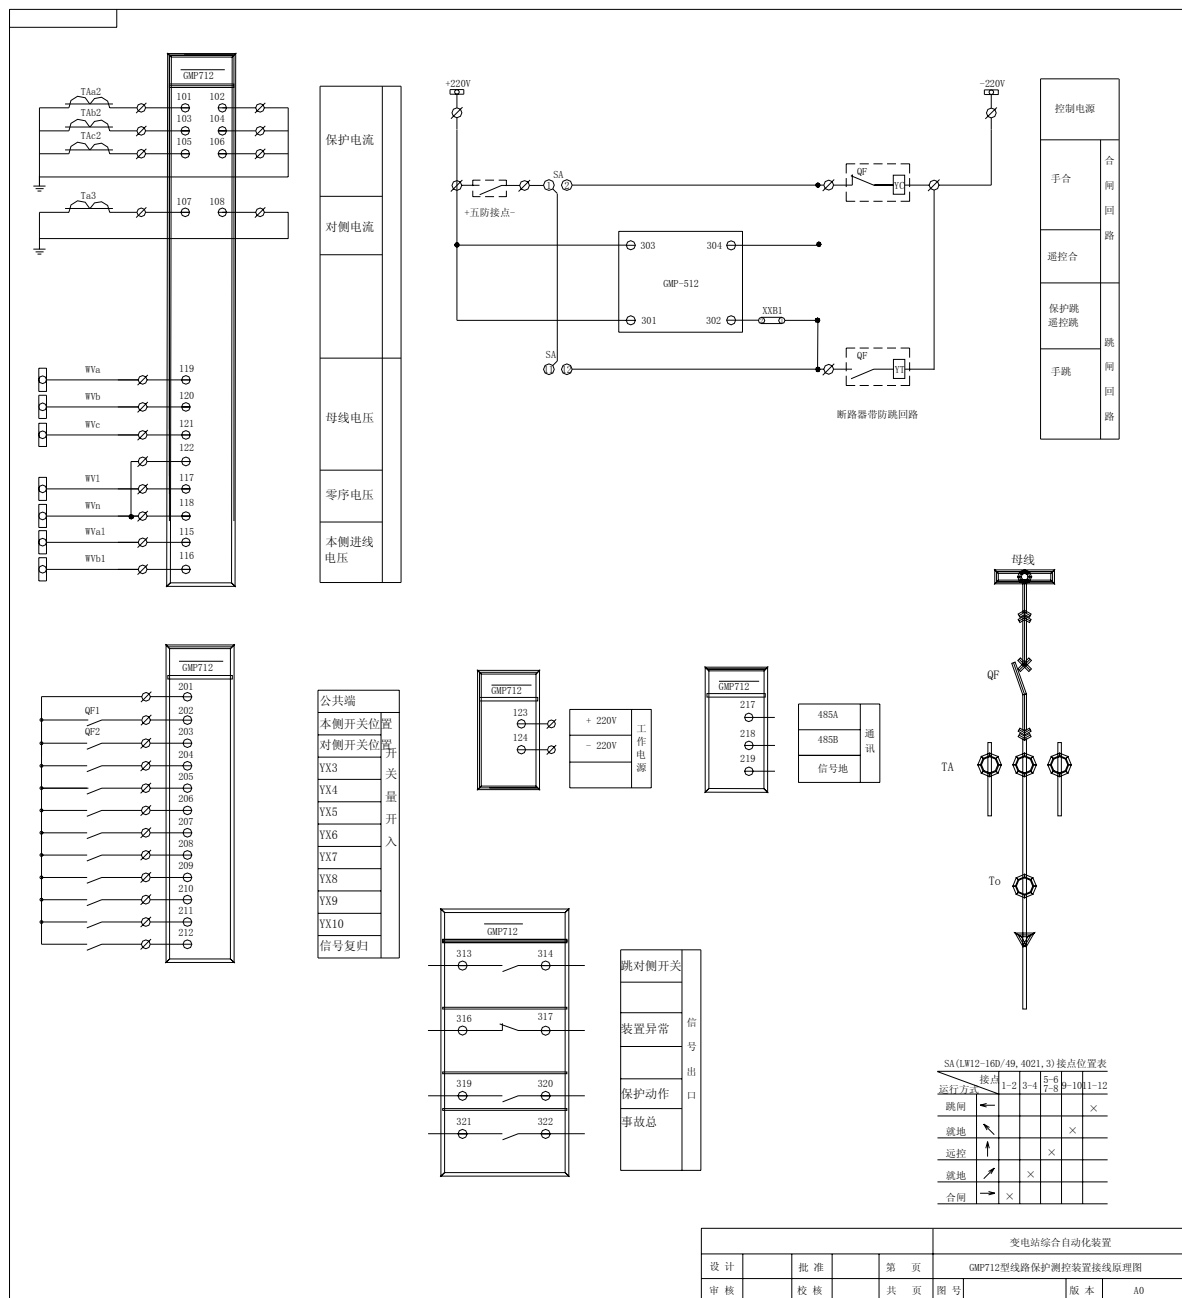 GMP712
TAa2
101 102
TAb2
103 104
TAc2
105 106
Ta3
107 108
WVa
119
WVb
120
WVc
121
122
WV1
117
WVn
118
WVa1
115
WVb1
116
保护电流
对侧电流
母线电压
零序电压
本侧进线
电压
+220V
-220V
SA
1 2
QF
YC
+五防接点-
303 304
GMP-512
301 302
XXB1
SA
11 12
QF
YT
断路器带防跳回路
控制电源
手合
遥控合
合闸回路
保护跳
遥控跳
手跳
跳闸回路
GMP712
201
QF1
202
QF2
203
204
205
206
207
208
209
210
211
212
公共端
本侧开关位置
对侧开关位置
YX3
YX4
YX5
YX6
YX7
YX8
YX9
YX10
信号复归
开关量开入
GMP712
123
124
+ 220V
- 220V
工作电源
GMP712
217
218
219
485A
485B
信号地
通讯
母线
QF
TA
To
GMP712
313 314
316 317
319 320
321 322
跳对侧开关
装置异常
保护动作
事故总
信号出口
SA(LW12-16D/49,4021,3)接点位置表
接点
运行方式
1-2 3-4 5-6 7-8 9-10 11-12
跳闸 ← ×
就地 ↖ ×
远控 ↑ ×
就地 ↗ ×
合闸 → ×
变电站综合自动化装置
设 计 批 准 第 页 GMP712型线路保护测控装置接线原理图
审 核 校 核 共 页 图 号 版 本 A0